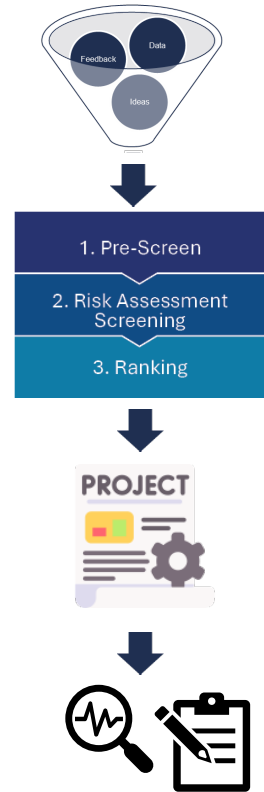 Data
Feedback
Ideas
1. Pre-Screen
2. Risk Assessment
Screening
3. Ranking
PROJECT